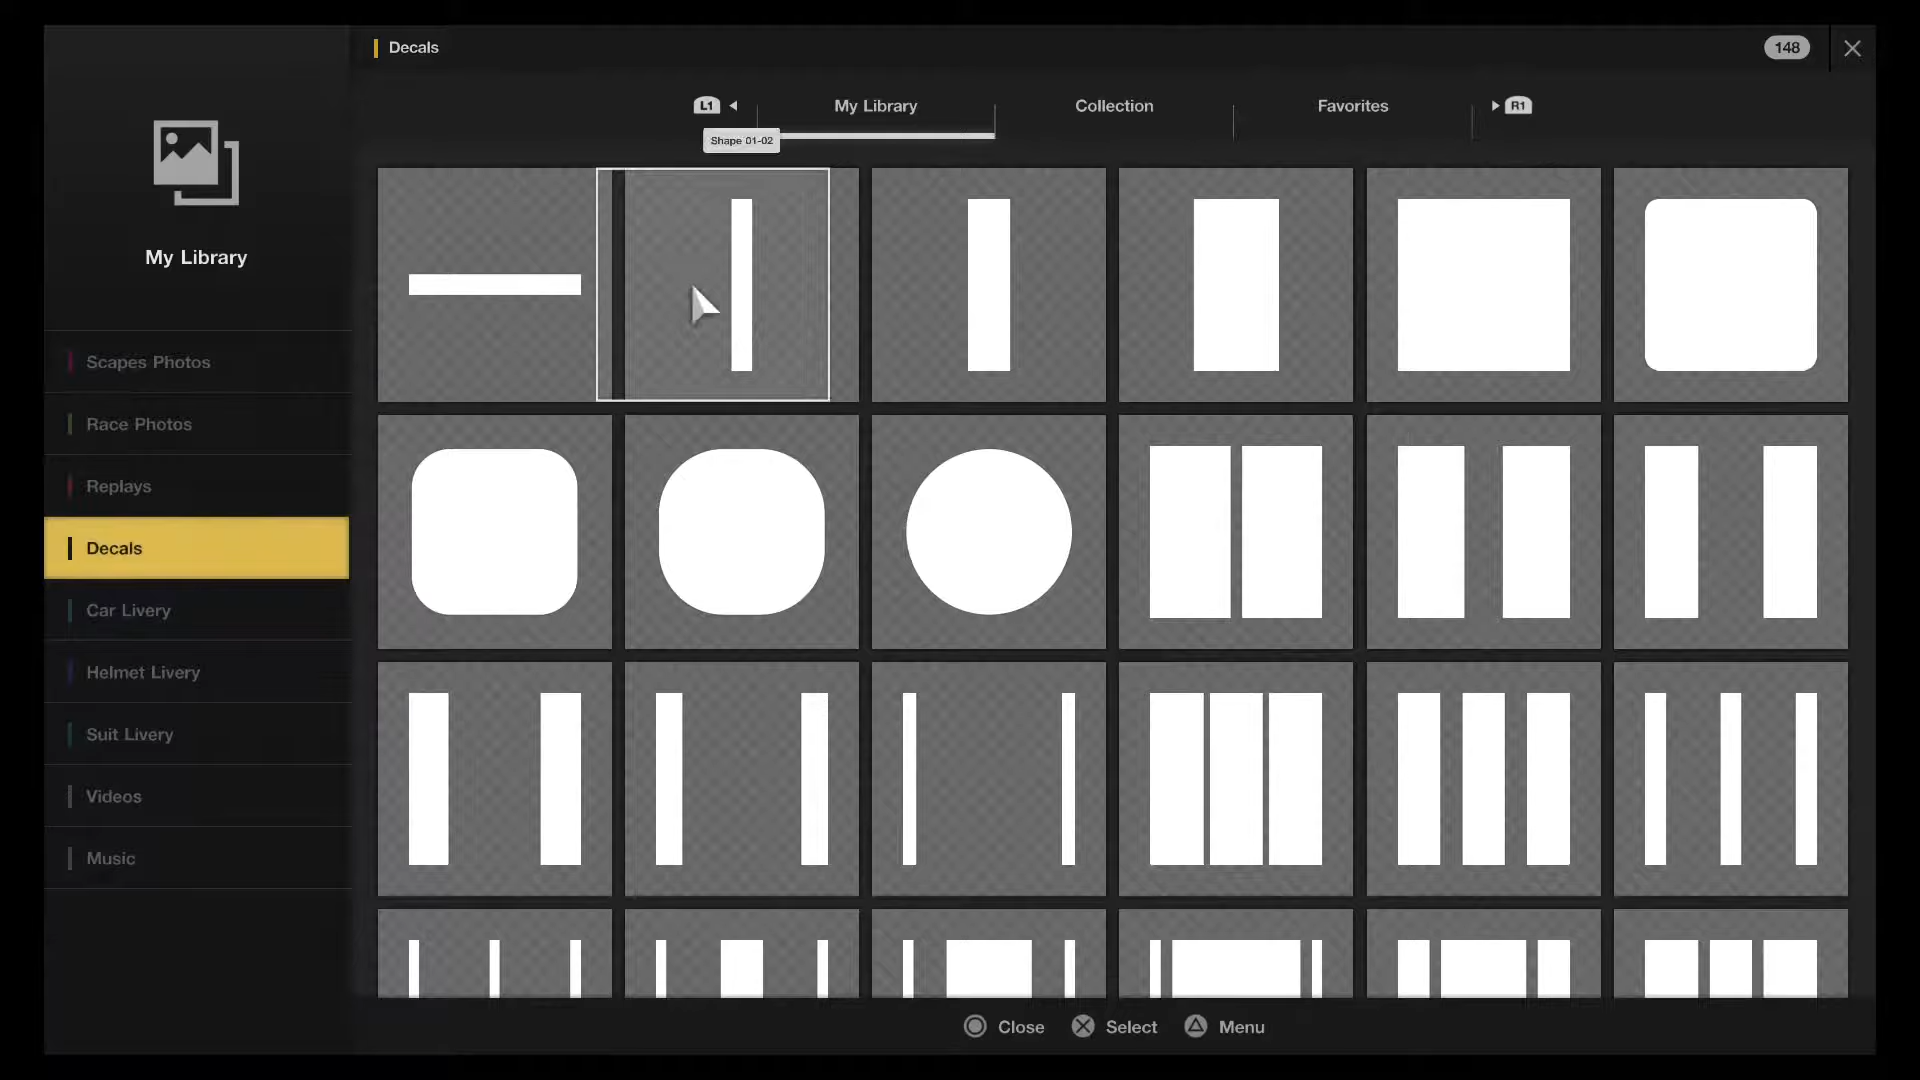 Decals
148
L1
My Library
Collection
Favorites
R1
Shape 01-02
My Library
Scapes Photos
Race Photos
Replays
Decals
Car Livery
Helmet Livery
Suit Livery
Videos
Music
Close
Select
Menu